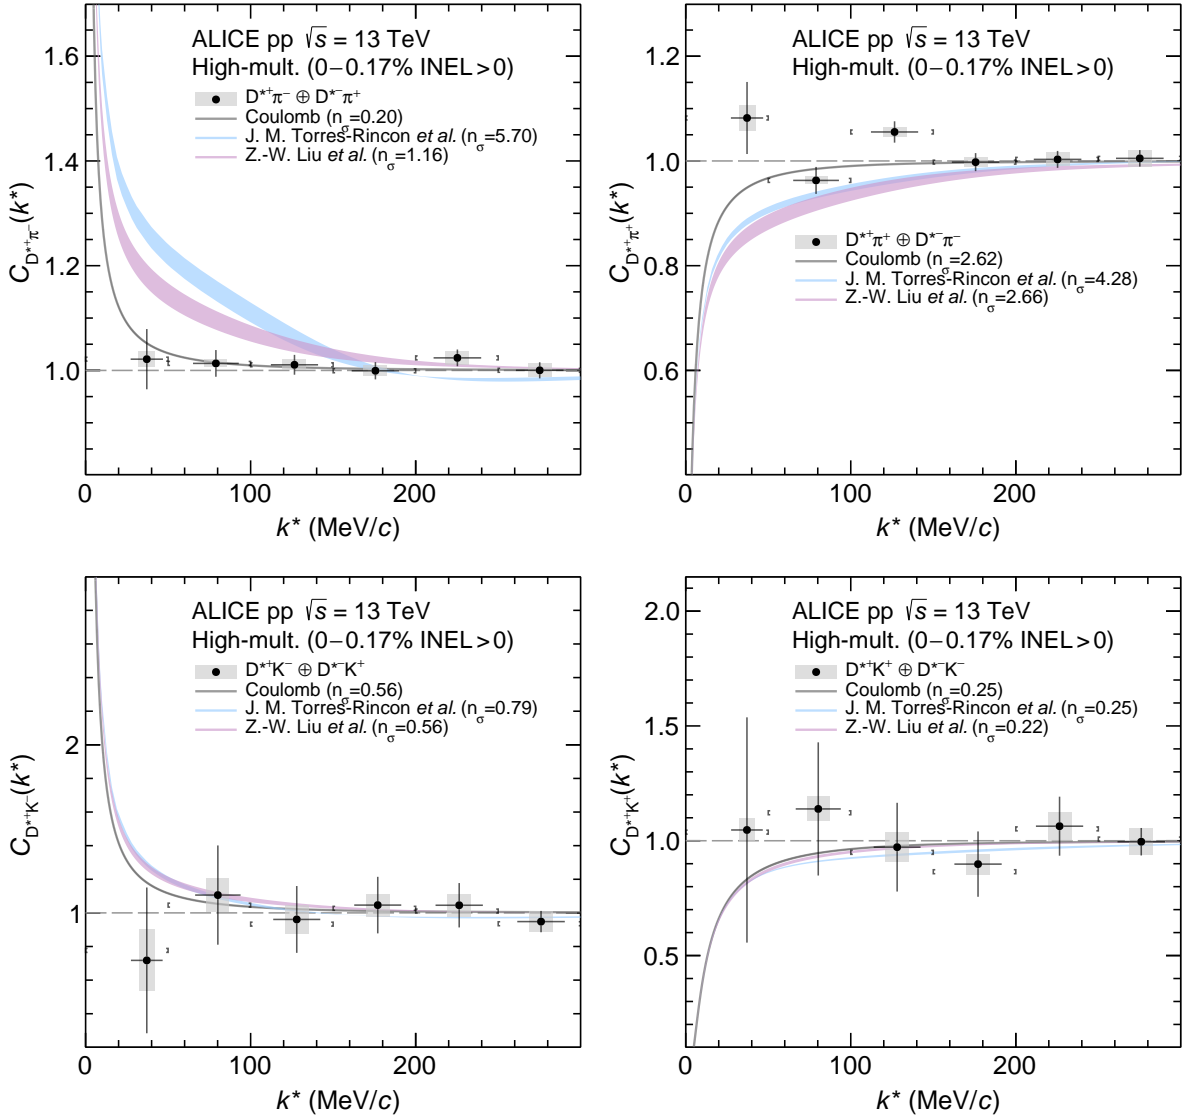 ALICE pp √s = 13 TeV
High-mult. (0−0.17% INEL>0)
D*⁺π⁻ ⊕ D*⁻π⁺
Coulomb (nσ=0.20)
J. M. Torres-Rincon et al. (nσ=5.70)
Z.-W. Liu et al. (nσ=1.16)
C_D*⁺π⁻(k*)
1.6
1.4
1.2
1.0
0
100
200
k* (MeV/c)
ALICE pp √s = 13 TeV
High-mult. (0−0.17% INEL>0)
D*⁺π⁺ ⊕ D*⁻π⁻
Coulomb (nσ=2.62)
J. M. Torres-Rincon et al. (nσ=4.28)
Z.-W. Liu et al. (nσ=2.66)
C_D*⁺π⁺(k*)
1.2
1.0
0.8
0.6
0
100
200
k* (MeV/c)
ALICE pp √s = 13 TeV
High-mult. (0−0.17% INEL>0)
D*⁺K⁻ ⊕ D*⁻K⁺
Coulomb (nσ=0.56)
J. M. Torres-Rincon et al. (nσ=0.79)
Z.-W. Liu et al. (nσ=0.56)
C_D*⁺K⁻(k*)
2
1
0
100
200
k* (MeV/c)
ALICE pp √s = 13 TeV
High-mult. (0−0.17% INEL>0)
D*⁺K⁺ ⊕ D*⁻K⁻
Coulomb (nσ=0.25)
J. M. Torres-Rincon et al. (nσ=0.25)
Z.-W. Liu et al. (nσ=0.22)
C_D*⁺K⁺(k*)
2.0
1.5
1.0
0.5
0
100
200
k* (MeV/c)